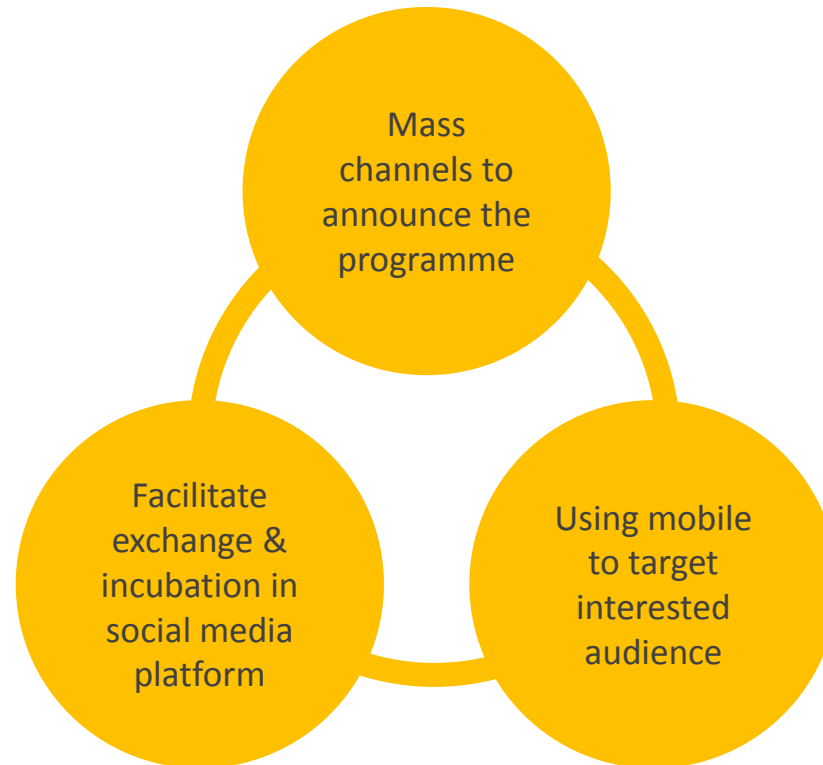 Mass
channels to
announce the
programme
Facilitate
exchange &
incubation in
social media
platform
Using mobile
to target
interested
audience